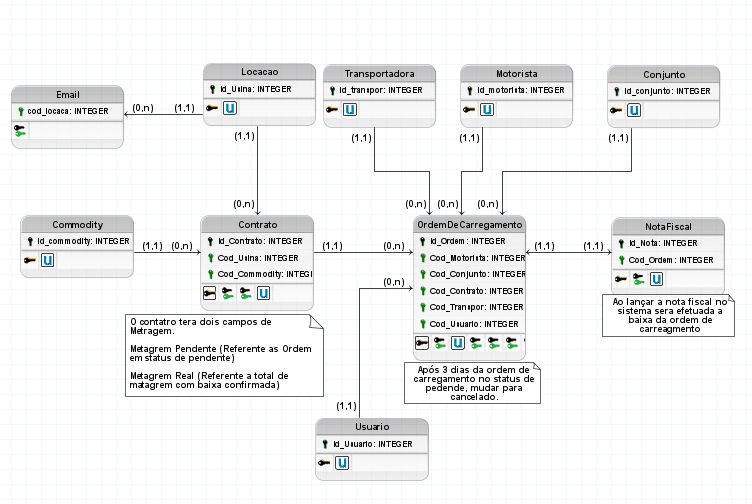 Locacao
Id_Usina: INTEGER
Transportadora
Id_transpor: INTEGER
Motorista
Id_motorista: INTEGER
Conjunto
Id_conjunto: INTEGER
Email
cod_locaca: INTEGER
(0,n)
(1,1)
(1,1)
(1,1)
(0,n)
(0,n)
(0,n)
(0,n)
Commodity
Id_commodity: INTEGER
(1,1)
(0,n)
Contrato
Id_Contrato: INTEGER
Cod_Usina: INTEGER
Cod_Commodity: INTEGI
(1,1)
(0,n)
OrdemDeCarregamento
Id_Ordem: INTEGER
Cod_Motorista: INTEGER
Cod_Conjunto: INTEGER
Cod_Contrato: INTEGER
Cod_Transpor: INTEGER
Cod_Usuario: INTEGER
(1,1)
(1,1)
NotaFiscal
Id_Nota: INTEGER
Cod_Ordem: INTEGER
(0,n)
Ao lançar a nota fiscal no
sistema sera efetuada a
baixa da ordem de
carreagmento
O contatro tera dois campos de
Metragem.
Metagrem Pendente (Referente as Ordem
em status de pendente)
Metagrem Real (Referente a total de
matagrem com baixa confirmada)
Após 3 dias da ordem de
carregamento no status de
pedende, mudar para
cancelado.
(1,1)
Usuario
Id_Usuario: INTEGER